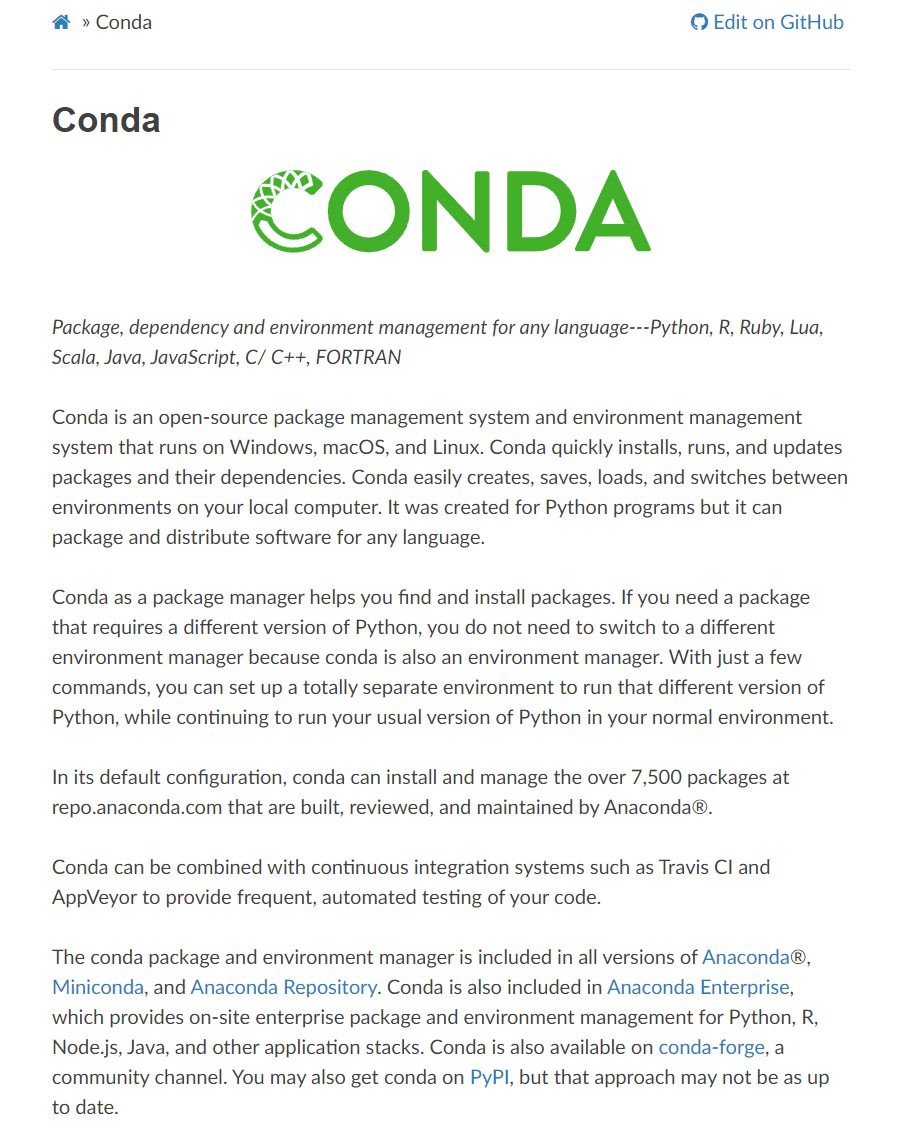 » Conda
Edit on GitHub
Conda
CONDA
Package, dependency and environment management for any language---Python, R, Ruby, Lua,
Scala, Java, JavaScript, C/ C++, FORTRAN
Conda is an open-source package management system and environment management
system that runs on Windows, macOS, and Linux. Conda quickly installs, runs, and updates
packages and their dependencies. Conda easily creates, saves, loads, and switches between
environments on your local computer. It was created for Python programs but it can
package and distribute software for any language.
Conda as a package manager helps you find and install packages. If you need a package
that requires a different version of Python, you do not need to switch to a different
environment manager because conda is also an environment manager. With just a few
commands, you can set up a totally separate environment to run that different version of
Python, while continuing to run your usual version of Python in your normal environment.
In its default configuration, conda can install and manage the over 7,500 packages at
repo.anaconda.com that are built, reviewed, and maintained by Anaconda®.
Conda can be combined with continuous integration systems such as Travis CI and
AppVeyor to provide frequent, automated testing of your code.
The conda package and environment manager is included in all versions of Anaconda®,
Miniconda, and Anaconda Repository. Conda is also included in Anaconda Enterprise,
which provides on-site enterprise package and environment management for Python, R,
Node.js, Java, and other application stacks. Conda is also available on conda-forge, a
community channel. You may also get conda on PyPI, but that approach may not be as up
to date.